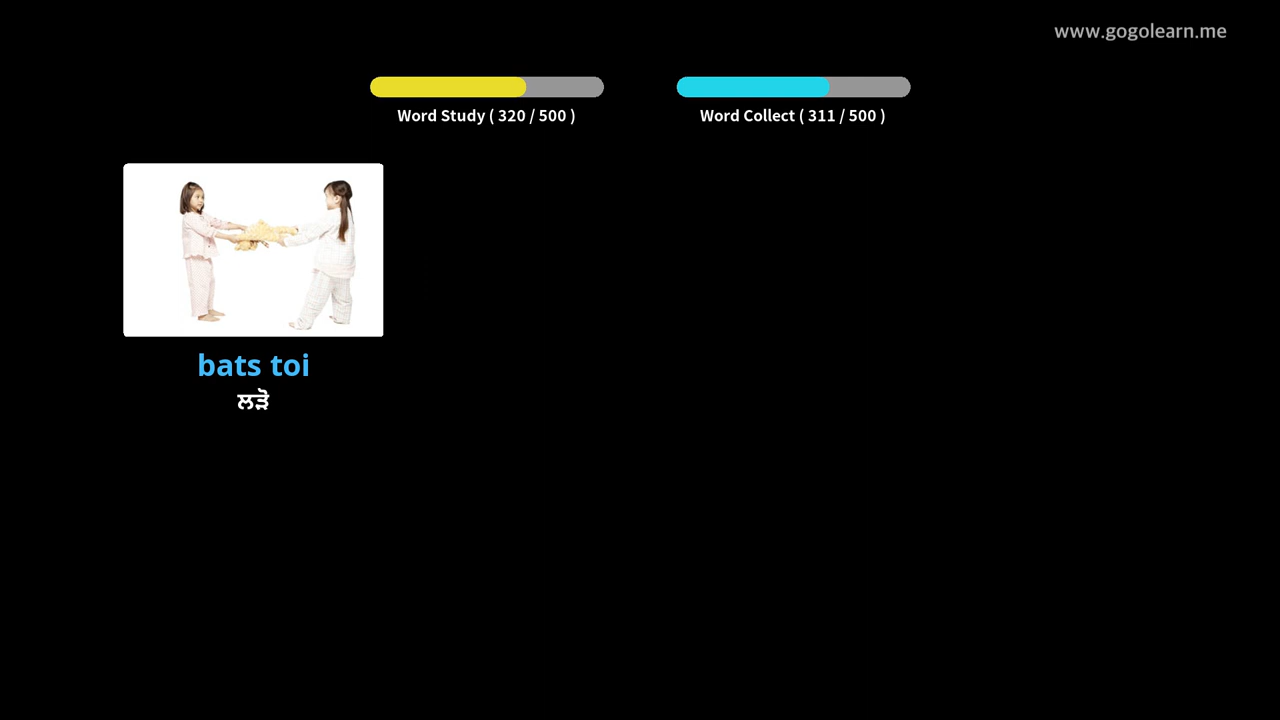 www.gogolearn.me
Word Study ( 320 / 500 )
Word Collect ( 311 / 500 )
bats toi
ਲੜੋ